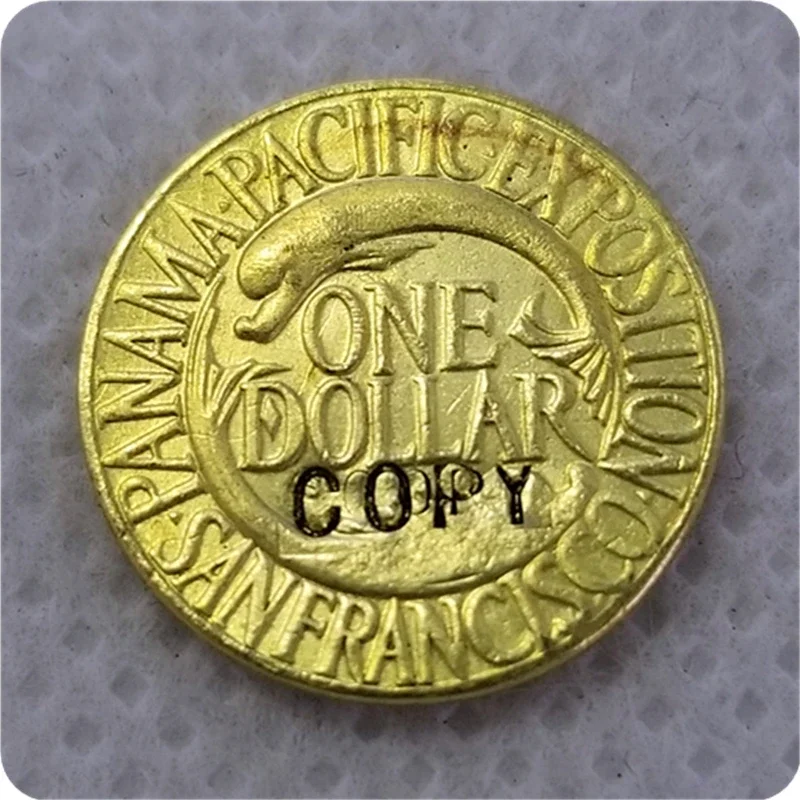 ·PANAMA·PACIFIC·EXPOSITION·
SAN FRANCISCO
ONE
DOLLAR
COPY